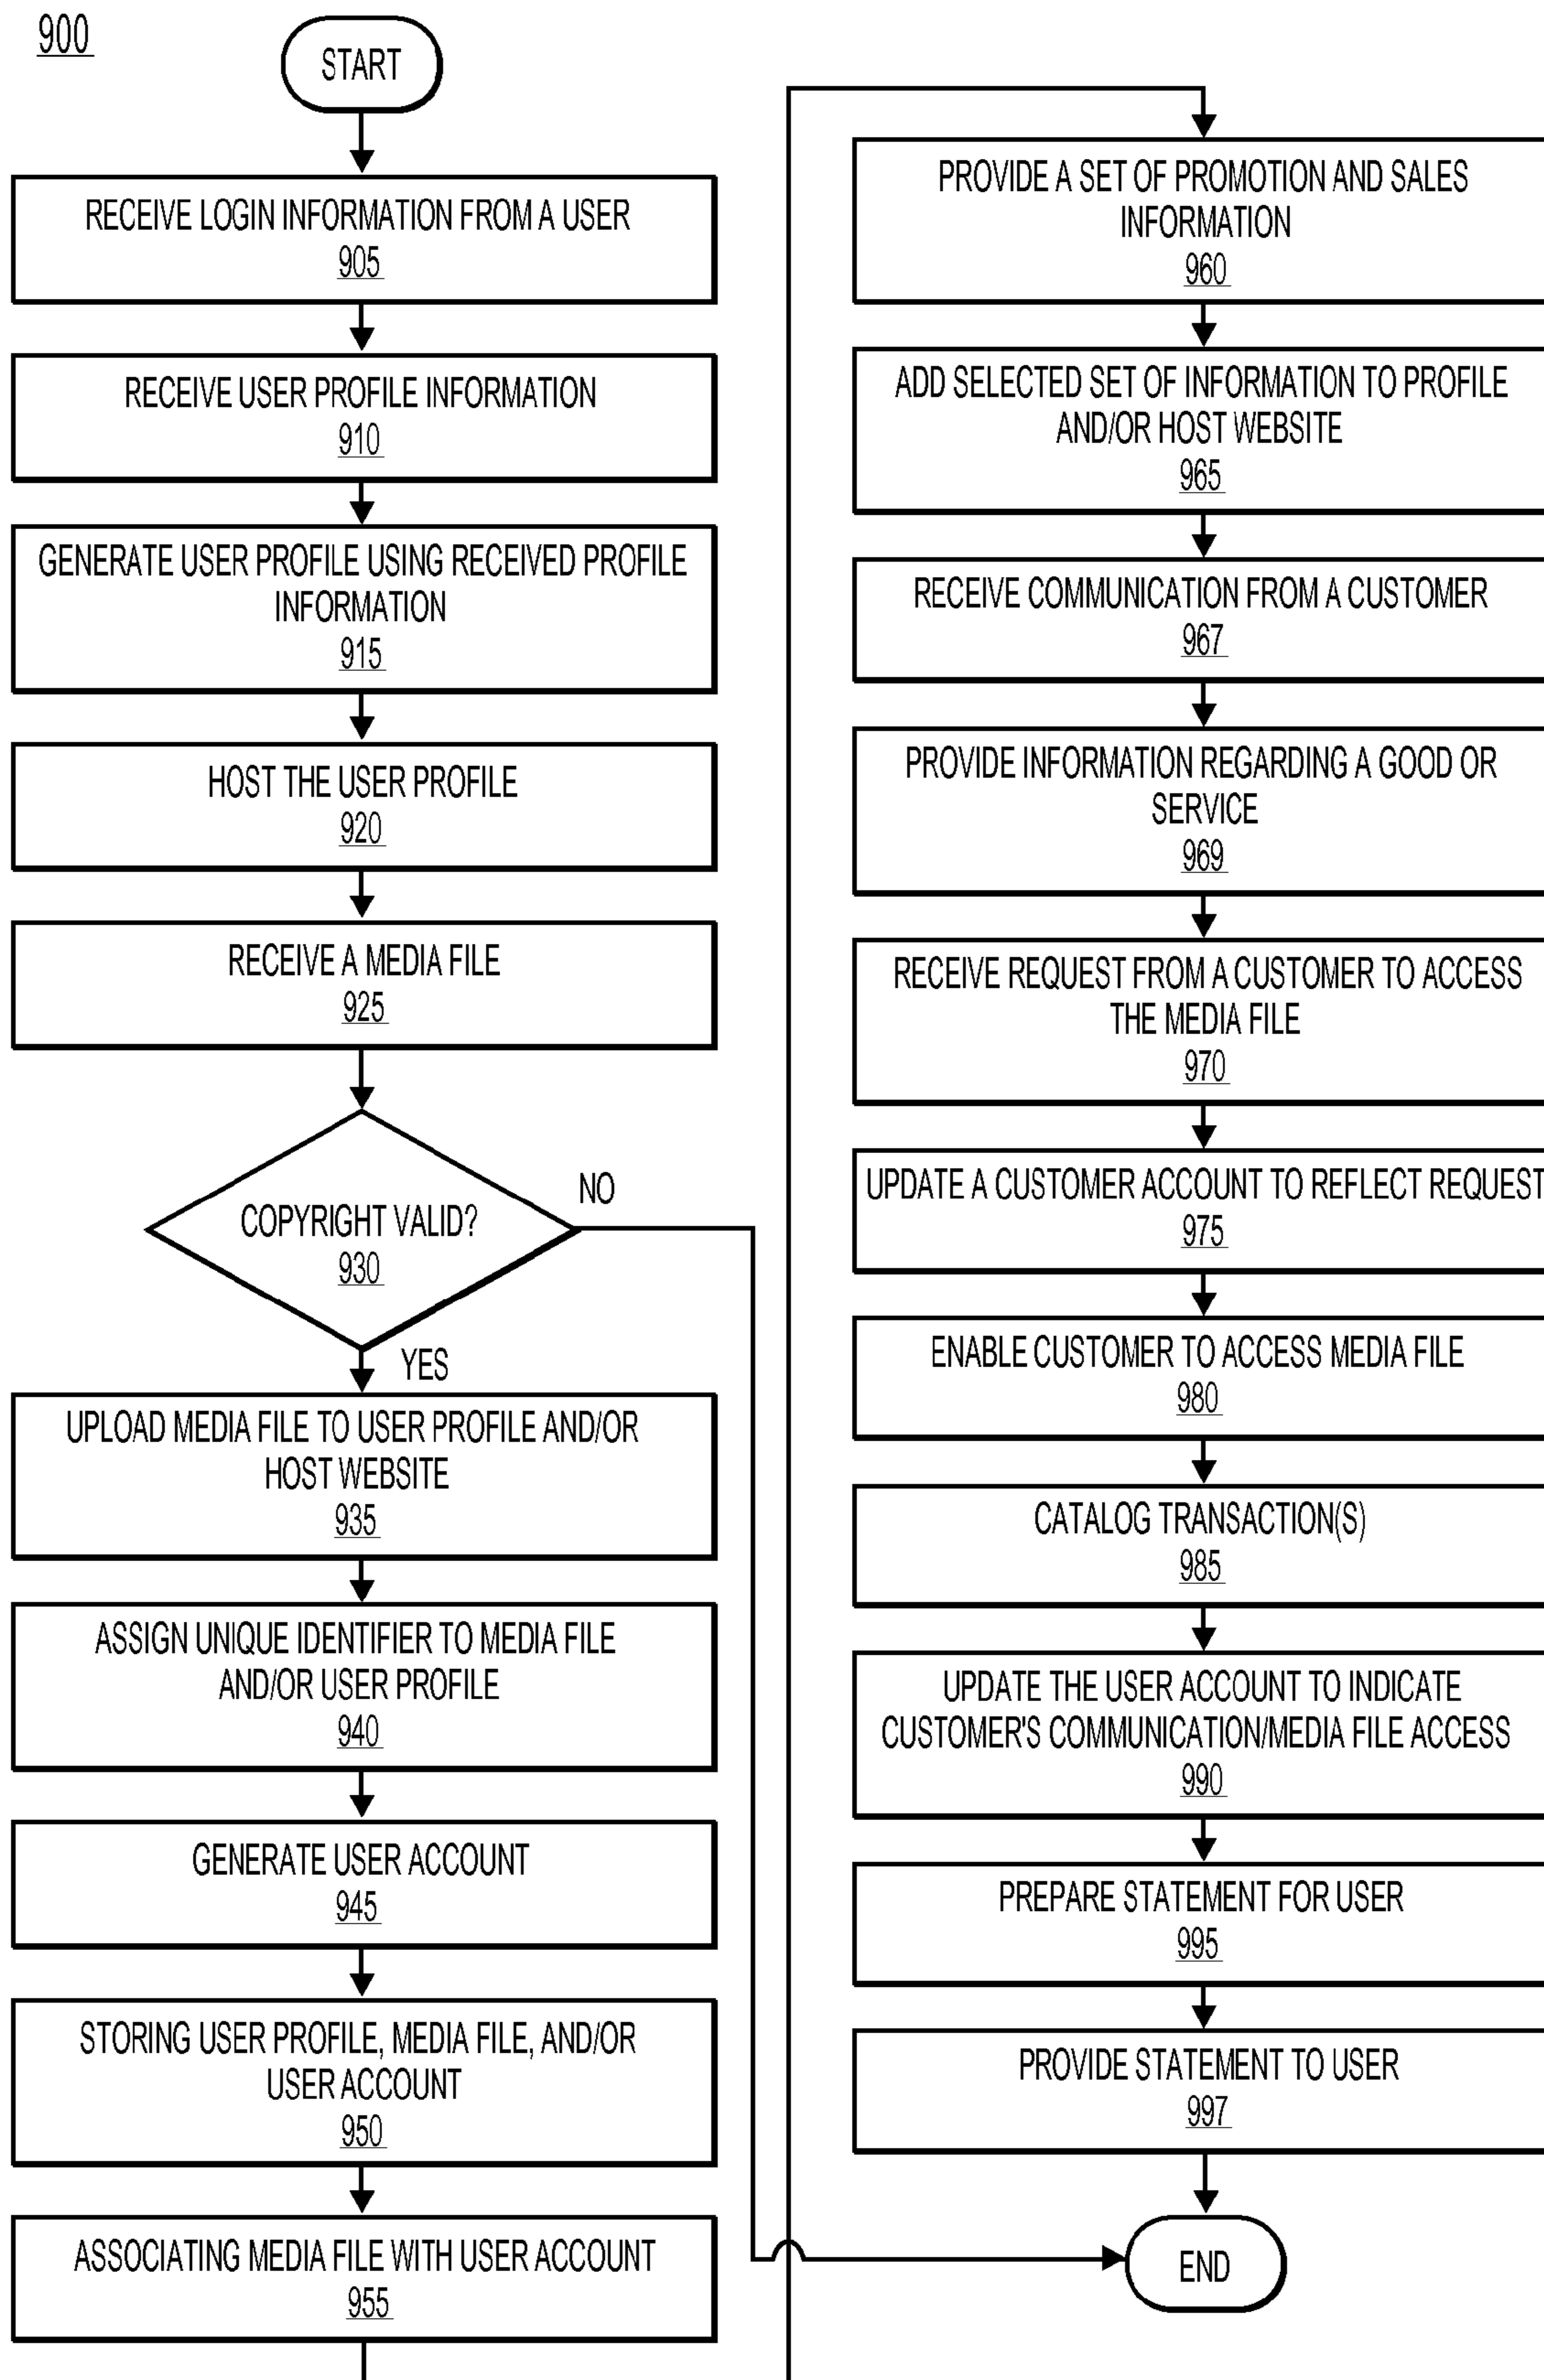 900
START
RECEIVE LOGIN INFORMATION FROM A USER
905
RECEIVE USER PROFILE INFORMATION
910
GENERATE USER PROFILE USING RECEIVED PROFILE
INFORMATION
915
HOST THE USER PROFILE
920
RECEIVE A MEDIA FILE
925
COPYRIGHT VALID?
930
NO
YES
UPLOAD MEDIA FILE TO USER PROFILE AND/OR
HOST WEBSITE
935
ASSIGN UNIQUE IDENTIFIER TO MEDIA FILE
AND/OR USER PROFILE
940
GENERATE USER ACCOUNT
945
STORING USER PROFILE, MEDIA FILE, AND/OR
USER ACCOUNT
950
ASSOCIATING MEDIA FILE WITH USER ACCOUNT
955
PROVIDE A SET OF PROMOTION AND SALES
INFORMATION
960
ADD SELECTED SET OF INFORMATION TO PROFILE
AND/OR HOST WEBSITE
965
RECEIVE COMMUNICATION FROM A CUSTOMER
967
PROVIDE INFORMATION REGARDING A GOOD OR
SERVICE
969
RECEIVE REQUEST FROM A CUSTOMER TO ACCESS
THE MEDIA FILE
970
UPDATE A CUSTOMER ACCOUNT TO REFLECT REQUEST
975
ENABLE CUSTOMER TO ACCESS MEDIA FILE
980
CATALOG TRANSACTION(S)
985
UPDATE THE USER ACCOUNT TO INDICATE
CUSTOMER'S COMMUNICATION/MEDIA FILE ACCESS
990
PREPARE STATEMENT FOR USER
995
PROVIDE STATEMENT TO USER
997
END